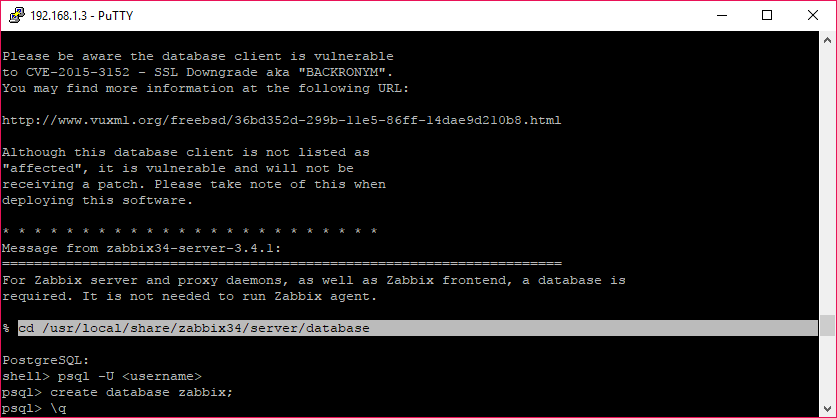 192.168.1.3 - PuTTY
Please be aware the database client is vulnerable
to CVE-2015-3152 - SSL Downgrade aka "BACKRONYM".
You may find more information at the following URL:
http://www.vuxml.org/freebsd/36bd352d-299b-11e5-86ff-14dae9d210b8.html
Although this database client is not listed as
"affected", it is vulnerable and will not be
receiving a patch. Please take note of this when
deploying this software.
* * * * * * * * * * * * * * * * * * * * * * * *
Message from zabbix34-server-3.4.1:
======================================================================
For Zabbix server and proxy daemons, as well as Zabbix frontend, a database is
required. It is not needed to run Zabbix agent.
% cd /usr/local/share/zabbix34/server/database
PostgreSQL:
shell> psql -U <username>
psql> create database zabbix;
psql> \q